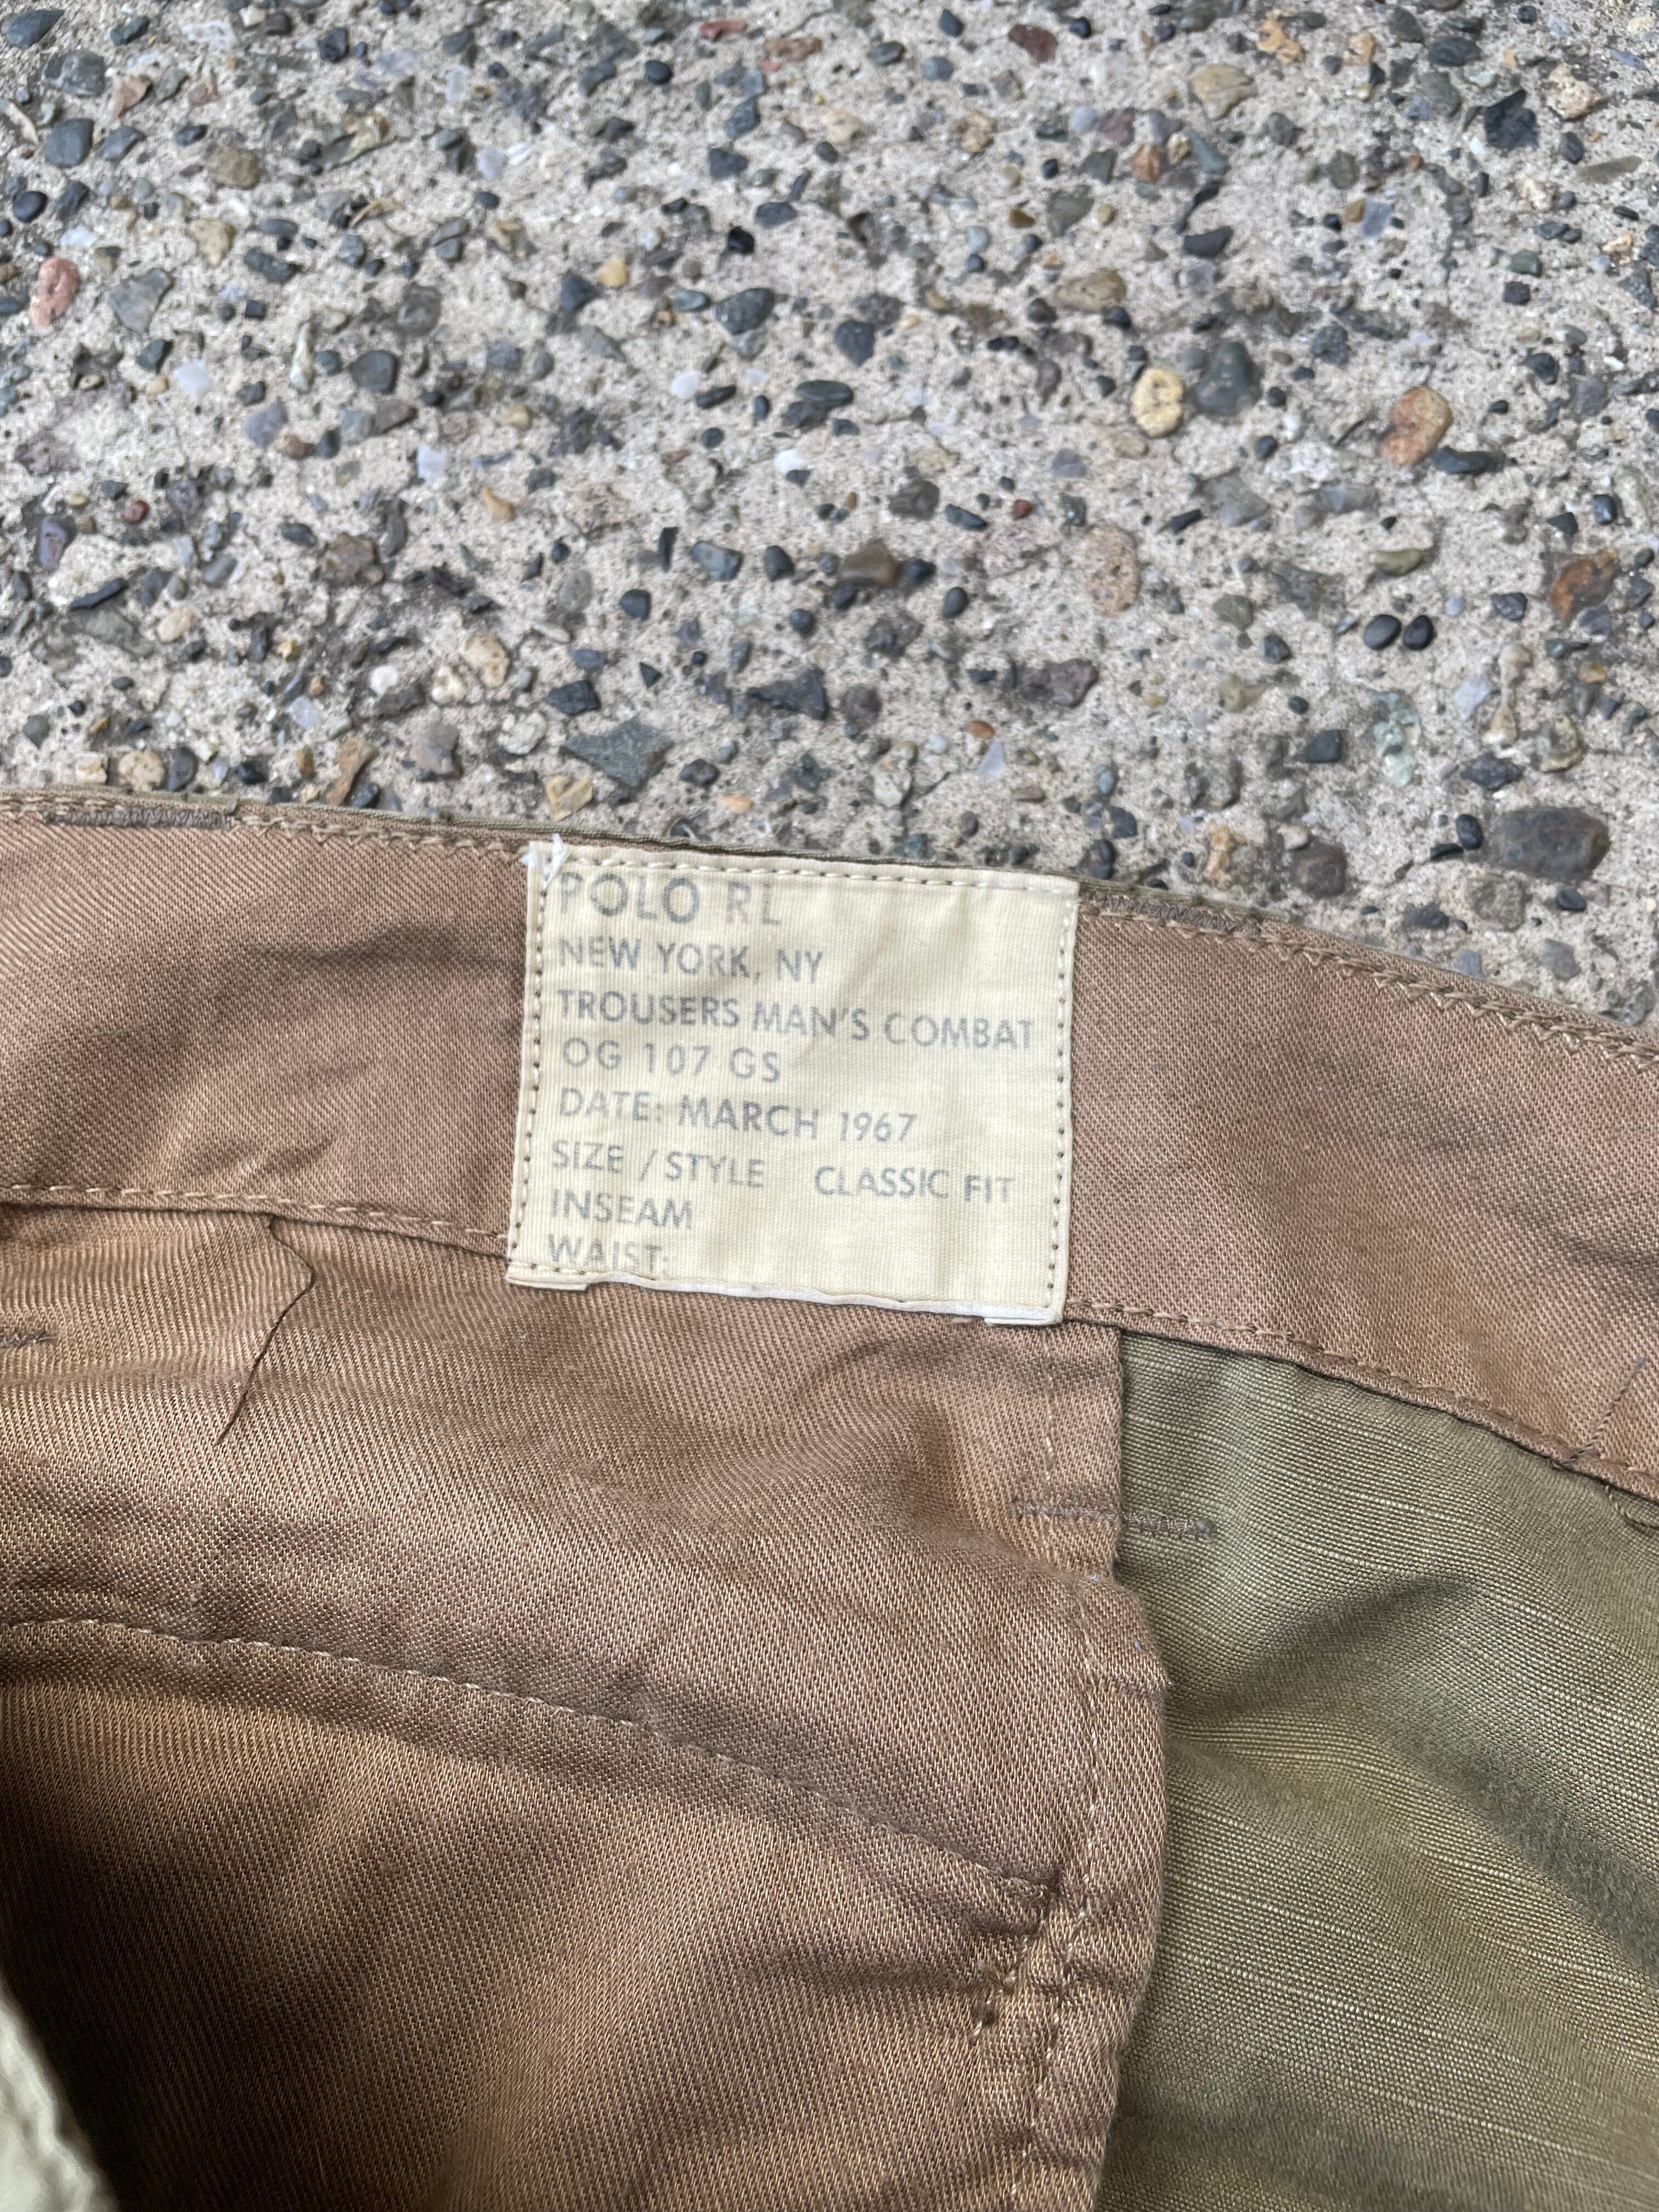 POLO RL
NEW YORK, NY
TROUSERS MAN'S COMBAT
OG 107 GS
DATE: MARCH 1967
SIZE / STYLE CLASSIC FIT
INSEAM
WAIST: